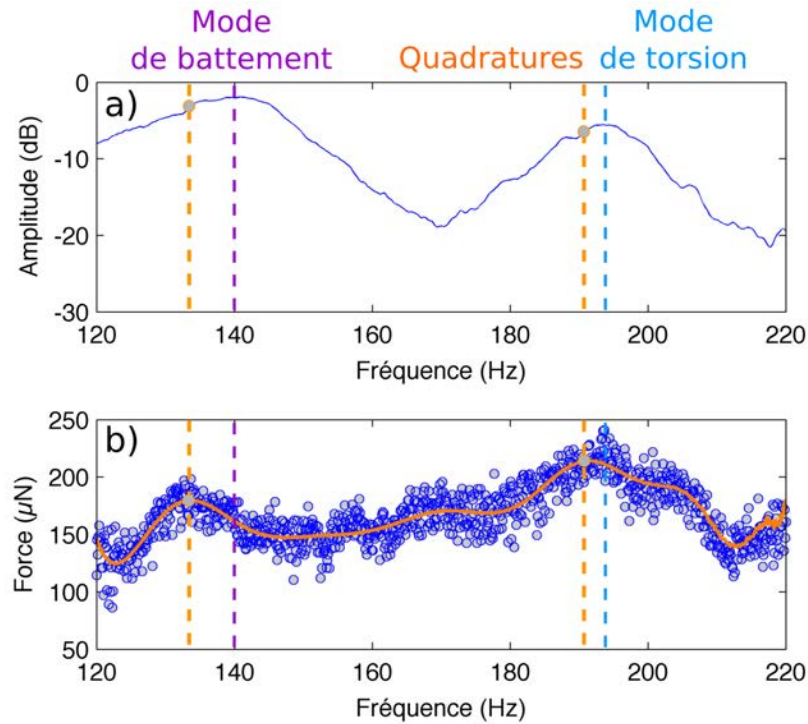 Mode
de battement
Quadratures
Mode
de torsion
a)
Amplitude (dB)
0
-10
-20
-30
120
140
160
180
200
220
Fréquence (Hz)
b)
Force (µN)
250
200
150
100
50
120
140
160
180
200
220
Fréquence (Hz)